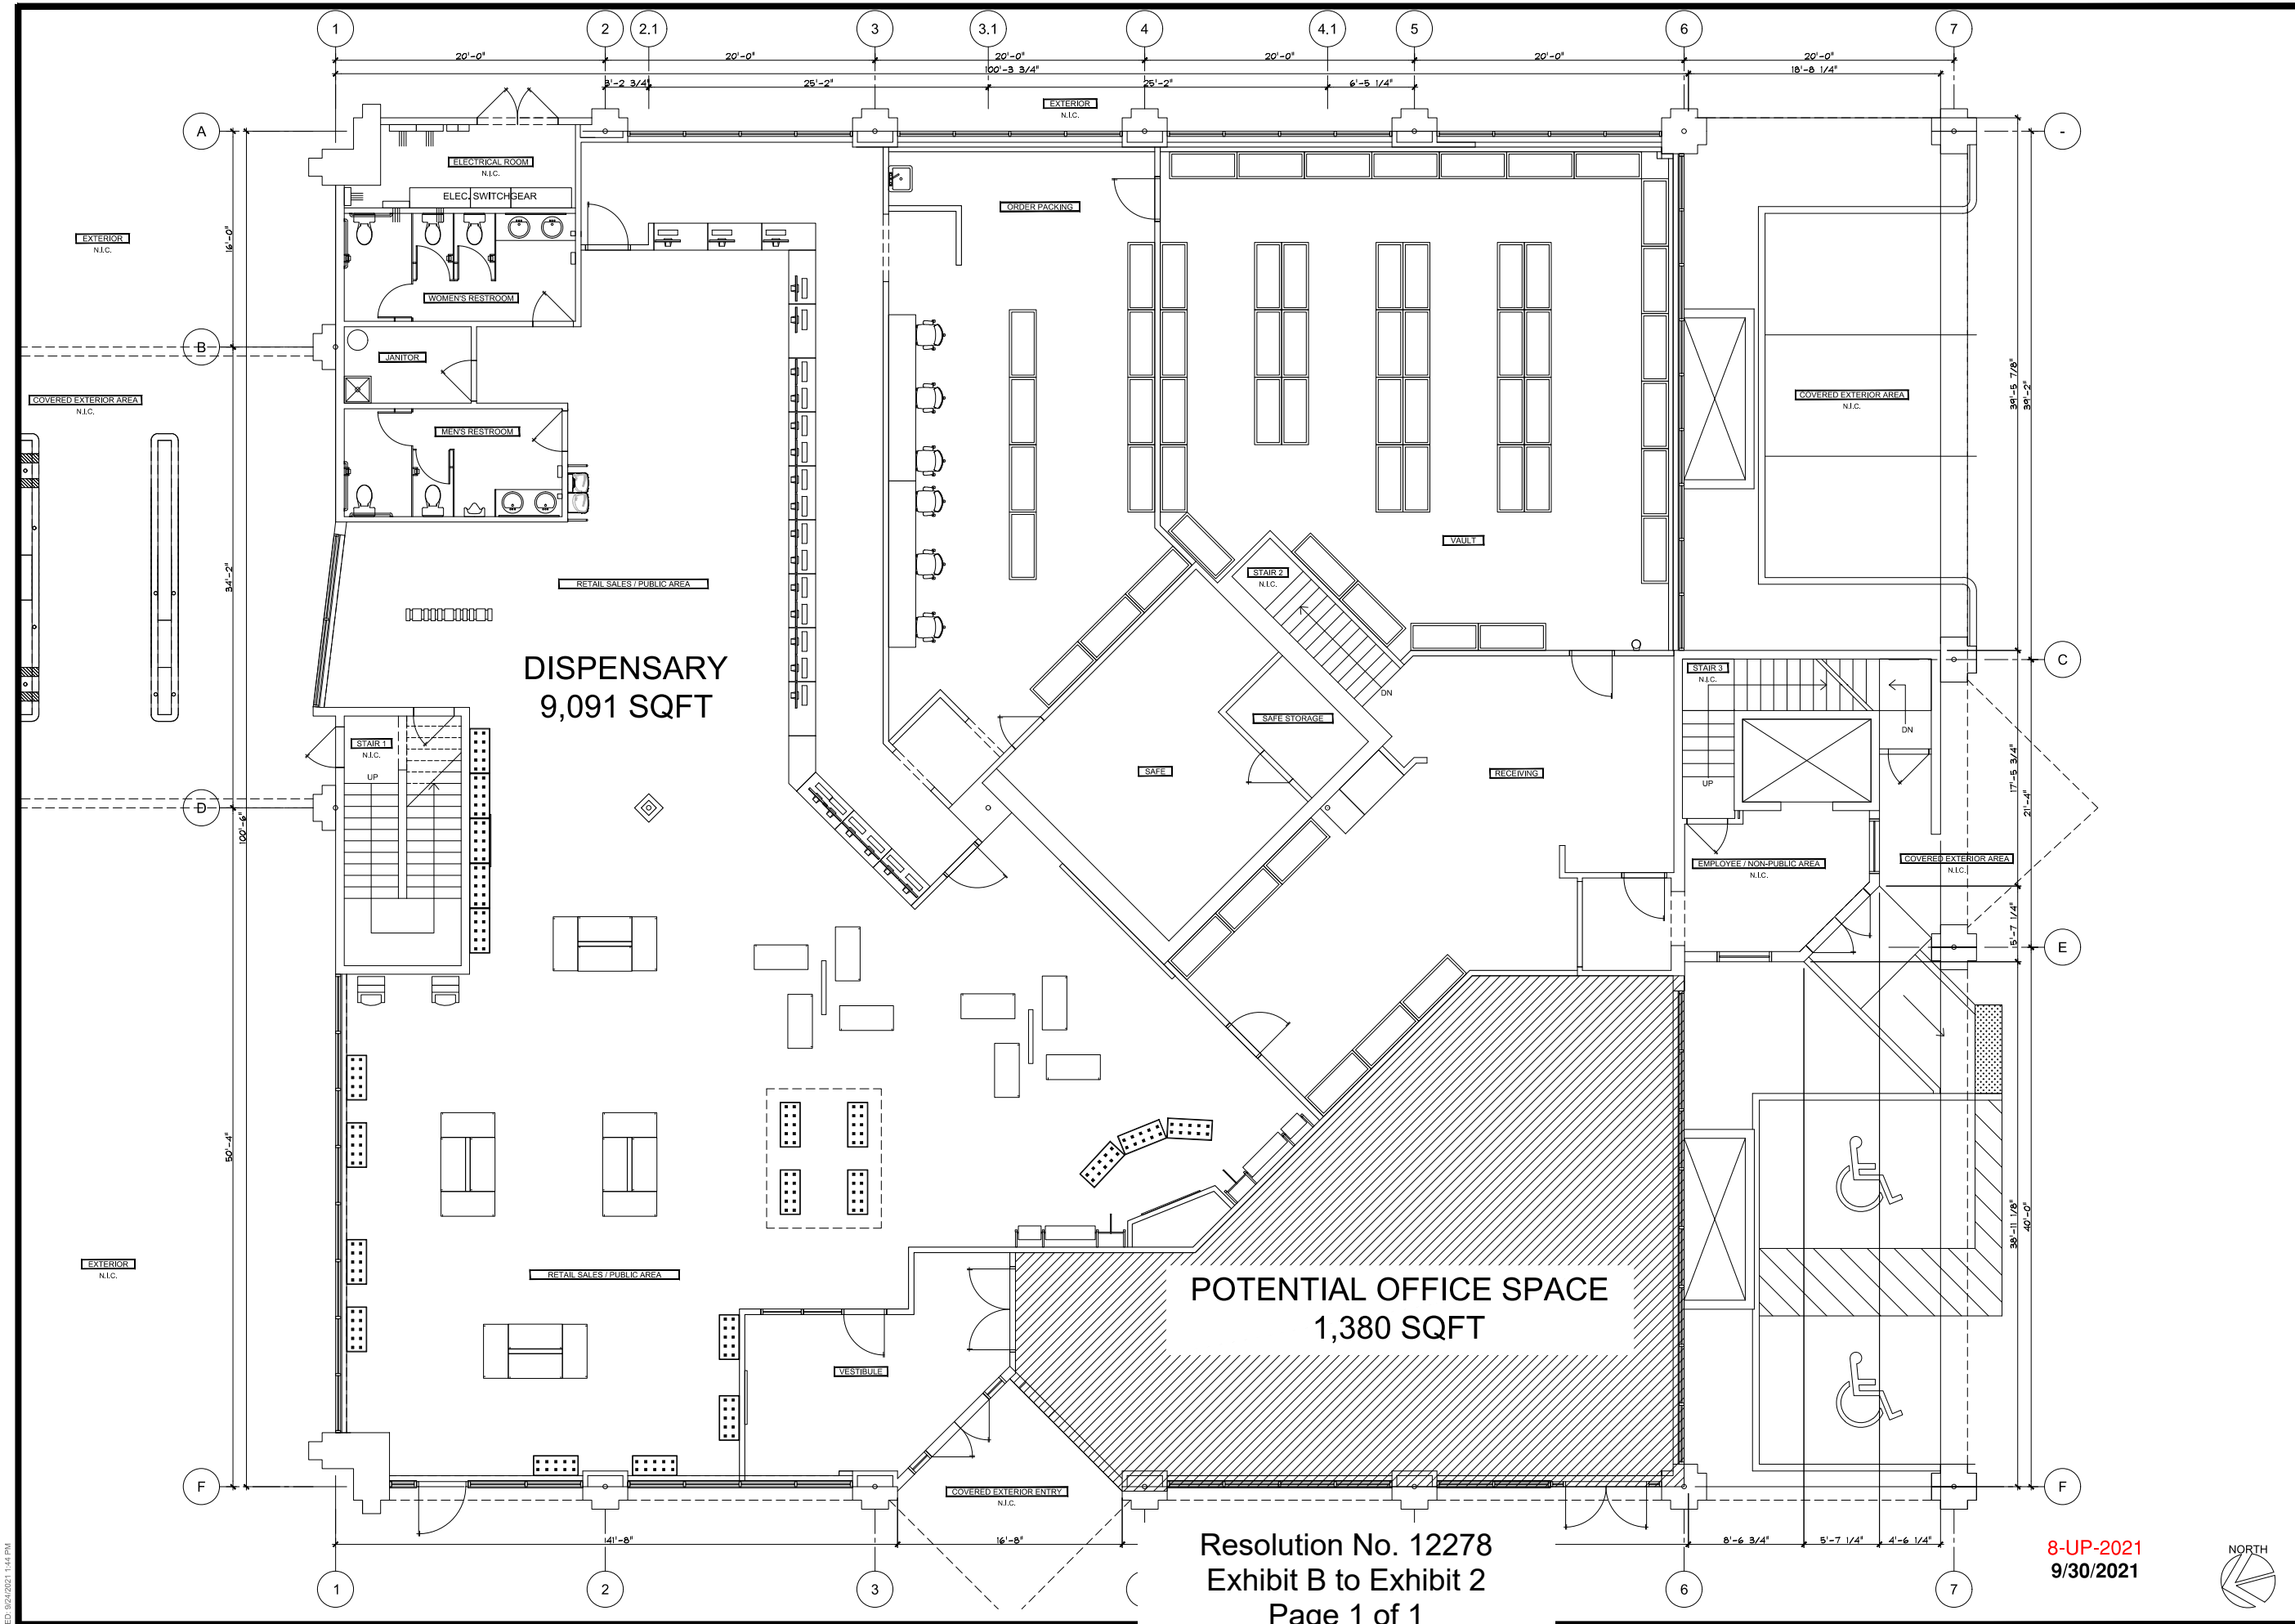 1
2
2.1
3
3.1
4
4.1
5
6
7
20'-0"
20'-0"
20'-0"
20'-0"
20'-0"
20'-0"
100'-3 3/4"
18'-8 1/4"
3'-2 3/4"
25'-2"
25'-2"
6'-5 1/4"
EXTERIOR
N.I.C.
A
-
ELECTRICAL ROOM
N.I.C.
ELEC. SWITCHGEAR
ORDER PACKING
EXTERIOR
N.I.C.
16'-0"
WOMEN'S RESTROOM
B
JANITOR
COVERED EXTERIOR AREA
N.I.C.
COVERED EXTERIOR AREA
N.I.C.
39'-5 7/8"
39'-2"
MEN'S RESTROOM
VAULT
34'-2"
RETAIL SALES / PUBLIC AREA
STAIR 2
N.I.C.
DN
DISPENSARY
9,091 SQFT
STAIR 3
N.I.C.
C
SAFE STORAGE
DN
STAIR 1
N.I.C.
UP
SAFE
RECEIVING
UP
17'-5 3/4"
21'-4"
D
100'-6"
EMPLOYEE / NON-PUBLIC AREA
N.I.C.
COVERED EXTERIOR AREA
N.I.C.
5'-7 1/4"
E
50'-4"
38'-11 1/8"
40'-0"
EXTERIOR
N.I.C.
RETAIL SALES / PUBLIC AREA
POTENTIAL OFFICE SPACE
1,380 SQFT
VESTIBULE
F
COVERED EXTERIOR ENTRY
N.I.C.
F
41'-8"
16'-8"
8'-6 3/4"
5'-7 1/4"
4'-6 1/4"
Resolution No. 12278
Exhibit B to Exhibit 2
Page 1 of 1
1
2
3
6
7
8-UP-2021
9/30/2021
NORTH
ED: 9/24/2021 1:44 PM